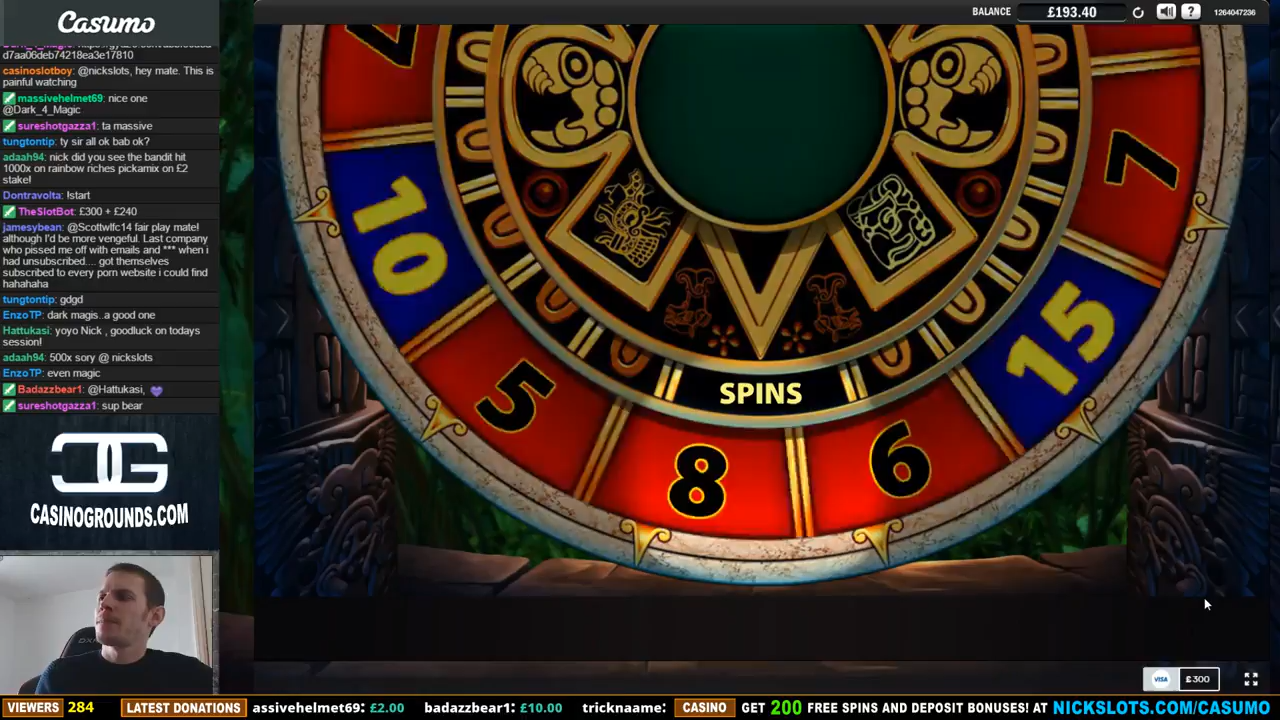 Casumo
d7aa06deb74218ea3e17810
casinoslotboy: @nickslots, hey mate. This is
painful watching
massivehelmet69: nice one
@Dark_4_Magic
sureshotgazza1: ta massive
tungtontip: ty sir all ok bab ok?
adaah94: nick did you see the bandit hit
1000x on rainbow riches pickamix on £2
stake!
Dontravolta: !start
TheSlotBot: £300 + £240
jamesybean: @Scottwlfc14 fair play mate!
although I'd be more vengeful. Last company
who pissed me off with emails and *** when i
had unsubscribed.... got themselves
subscribed to every porn website i could find
hahahaha
tungtontip: gdgd
EnzoTP: dark magis..a good one
Hattukasi: yoyo Nick , goodluck on todays
session!
adaah94: 500x sory @ nickslots
EnzoTP: even magic
Badazzbear1: @Hattukasi,
sureshotgazza1: sup bear
CG
CASINOGROUNDS.COM
BALANCE £193.40
?
1264047236
7
10
5
8
6
15
7
SPINS
VISA £300
VIEWERS 284
LATEST DONATIONS
assivehelmet69: £2.00 badazzbear1: £10.00 trickname:
CASINO
GET 200 FREE SPINS AND DEPOSIT BONUSES! AT NICKSLOTS.COM/CASUMO